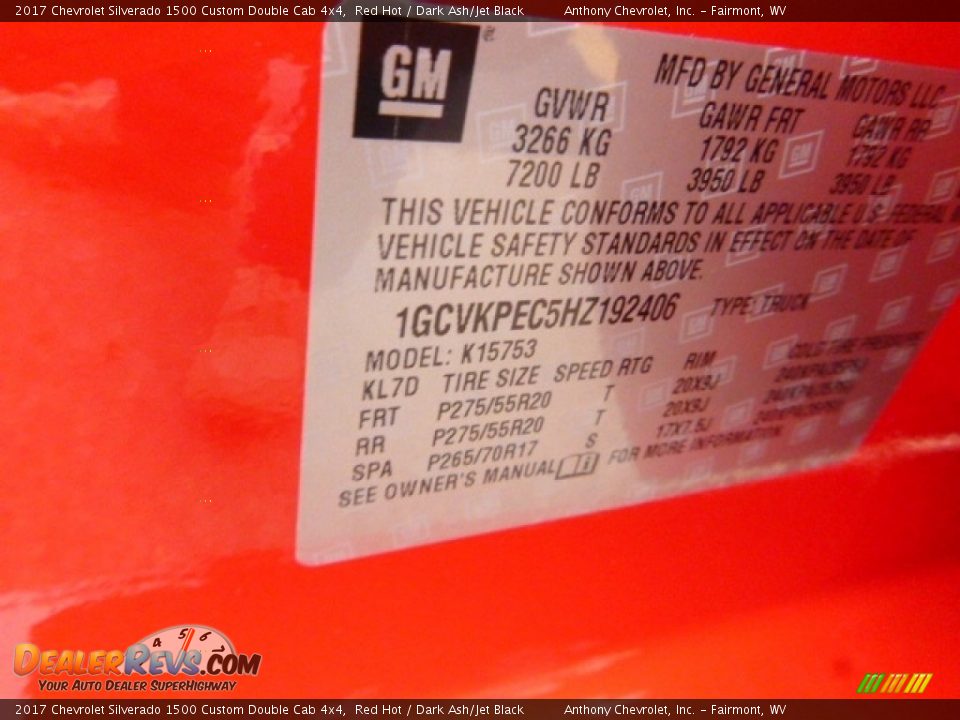 2017 Chevrolet Silverado 1500 Custom Double Cab 4x4,  Red Hot / Dark Ash/Jet Black    Anthony Chevrolet, Inc. - Fairmont, WV
GM
MFD BY GENERAL MOTORS LLC
GVWR GAWR FRT GAWR RR
3266 KG 1792 KG 1792 KG
7200 LB 3950 LB 3950 LB
THIS VEHICLE CONFORMS TO ALL APPLICABLE U.S. FEDERAL
VEHICLE SAFETY STANDARDS IN EFFECT ON THE DATE OF
MANUFACTURE SHOWN ABOVE.
1GCVKPEC5HZ192406 TYPE: TRUCK
MODEL: K15753
KL7D TIRE SIZE SPEED RTG RIM COLD TIRE PRESSURE
FRT P275/55R20 T 20X9J
RR P275/55R20 T 20X9J
SPA P265/70R17 S 17X7.5J
SEE OWNER'S MANUAL FOR MORE INFORMATION
4 5 6
DealerRevs.com
Your Auto Dealer SuperHighway
2017 Chevrolet Silverado 1500 Custom Double Cab 4x4,  Red Hot / Dark Ash/Jet Black    Anthony Chevrolet, Inc. - Fairmont, WV